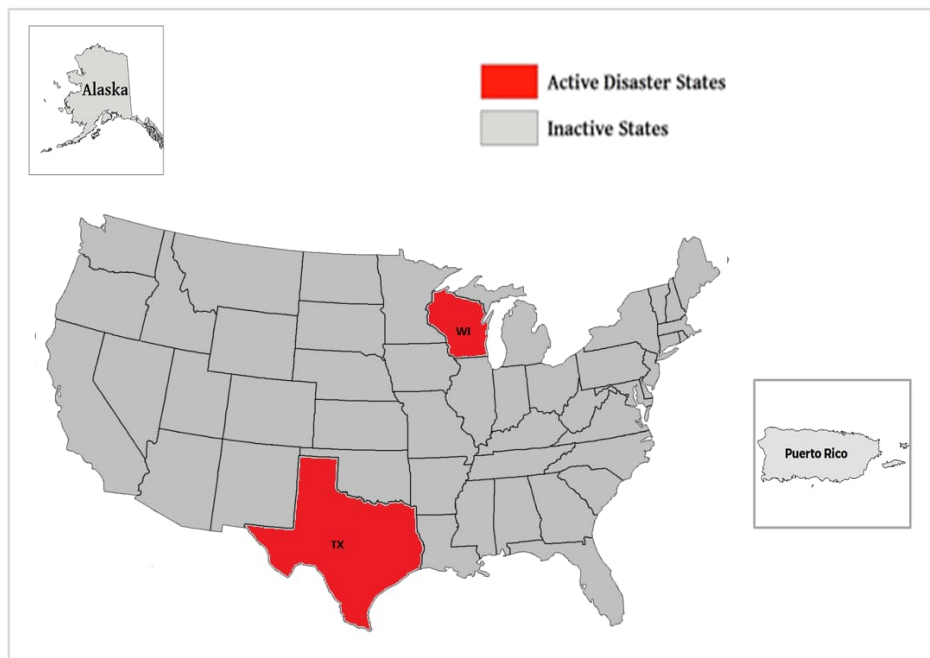 Alaska
Active Disaster States
Inactive States
WI
Puerto Rico
TX